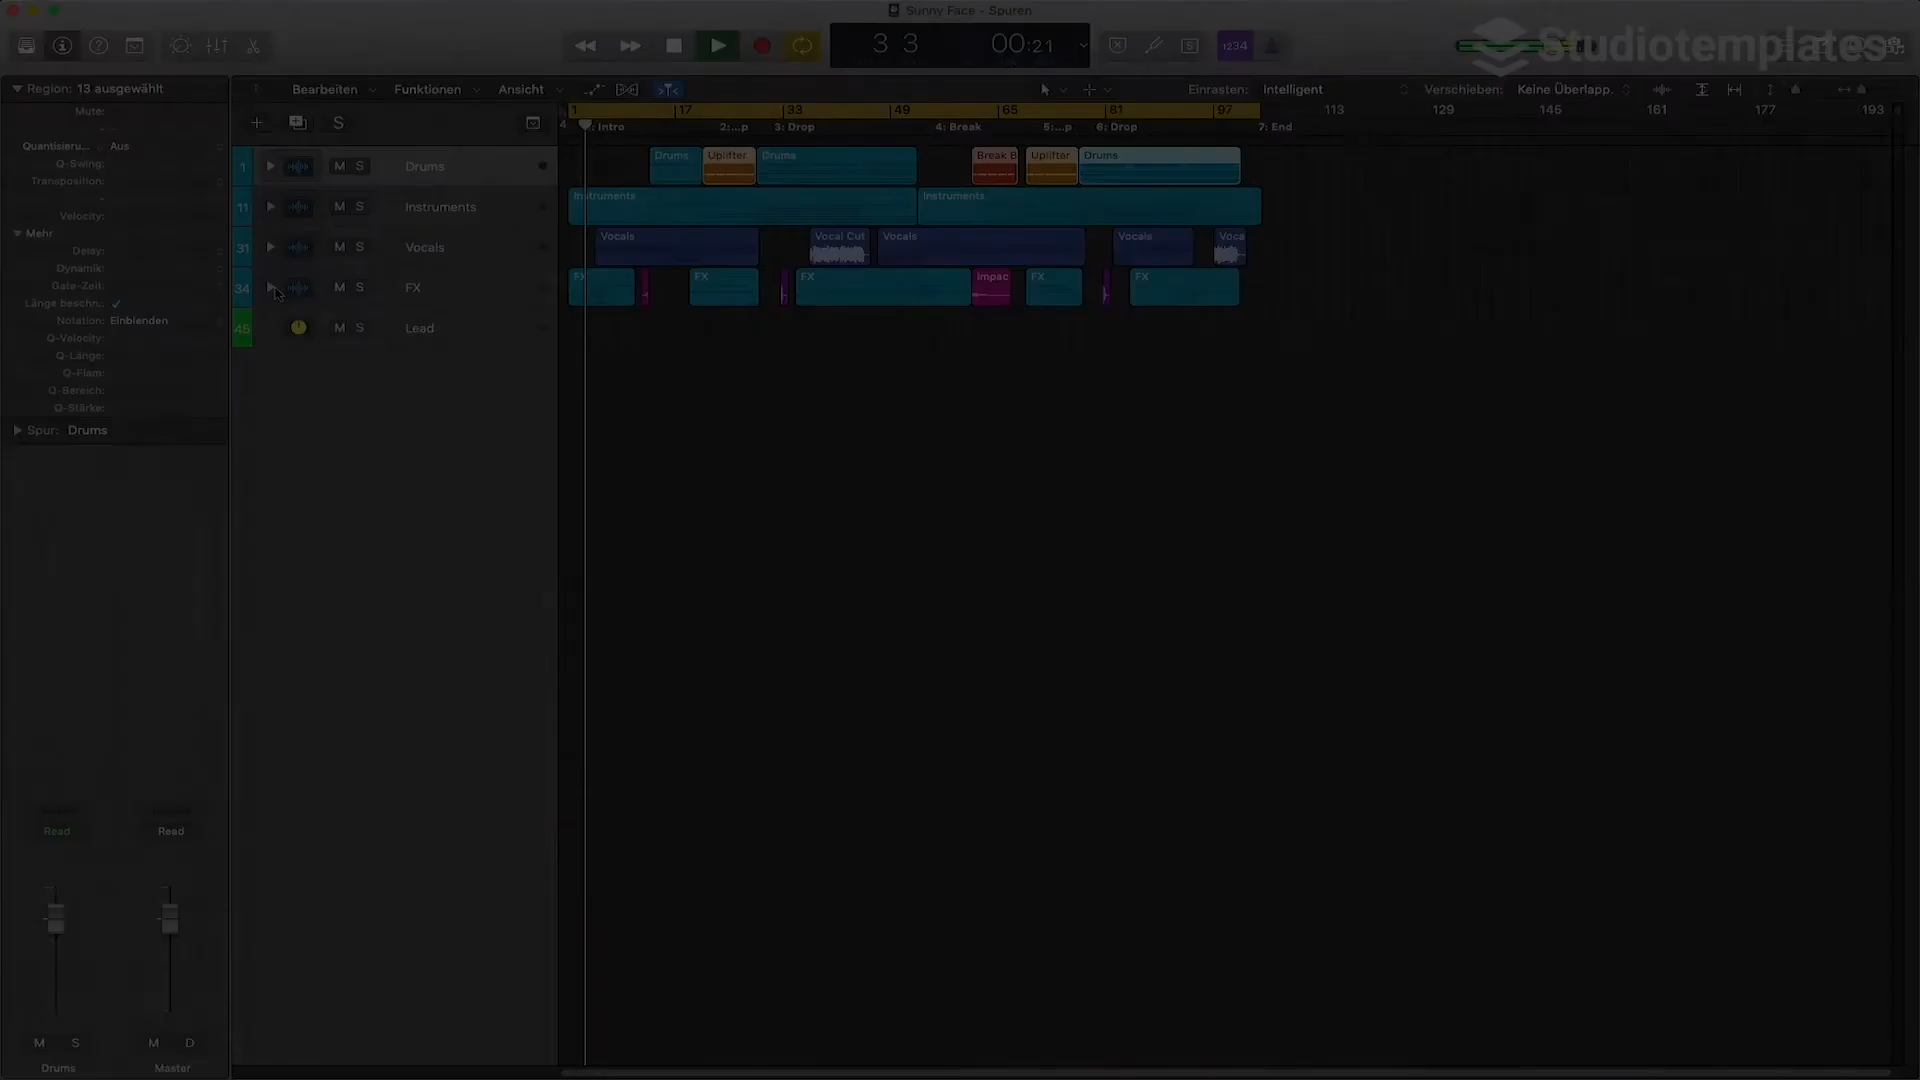 Sunny Face - Spuren
3 3 00:21 1234
Studiotemplates
Region: 13 ausgewählt
Bearbeiten Funktionen Ansicht Einrasten: Intelligent Verschieben: Keine Überlapp.
1 17 33 49 65 81 97 113 129 145 161 177 193
4 : Intro 2:...p 3: Drop 4: Break 5:...p 6: Drop 7: End
Mute:
Quantisieru... Aus
Q-Swing:
Transposition:
Velocity:
Mehr
Delay:
Dynamik:
Gate-Zeit:
Länge beschn.:
Notation: Einblenden
Q-Velocity:
Q-Länge:
Q-Flam:
Q-Bereich:
Q-Stärke:
Spur: Drums
S
1 M S Drums
11 M S Instruments
31 M S Vocals
34 M S FX
45 M S Lead
Drums Uplifter Drums Break B Uplifter Drums
Instruments Instruments
Vocals Vocal Cut Vocals Vocals Voca
FX FX FX Impac FX FX
Read Read
M S M D
Drums Master